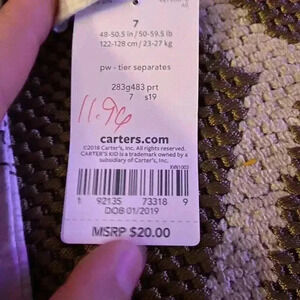 7
48-50.5 in / 50-59.5 lb
122-128 cm / 23-27 kg
pw - tier separates
283g483 prt
7 s19
11.96
carters.com
©2018 Carter's, Inc. All rights reserved.
CARTER'S KID is a trademark owned by a
subsidiary of Carter's, Inc.
1 92135 73318 9
DOB 01/2019
MSRP $20.00